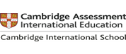 Cambridge Assessment
International Education
Cambridge International School